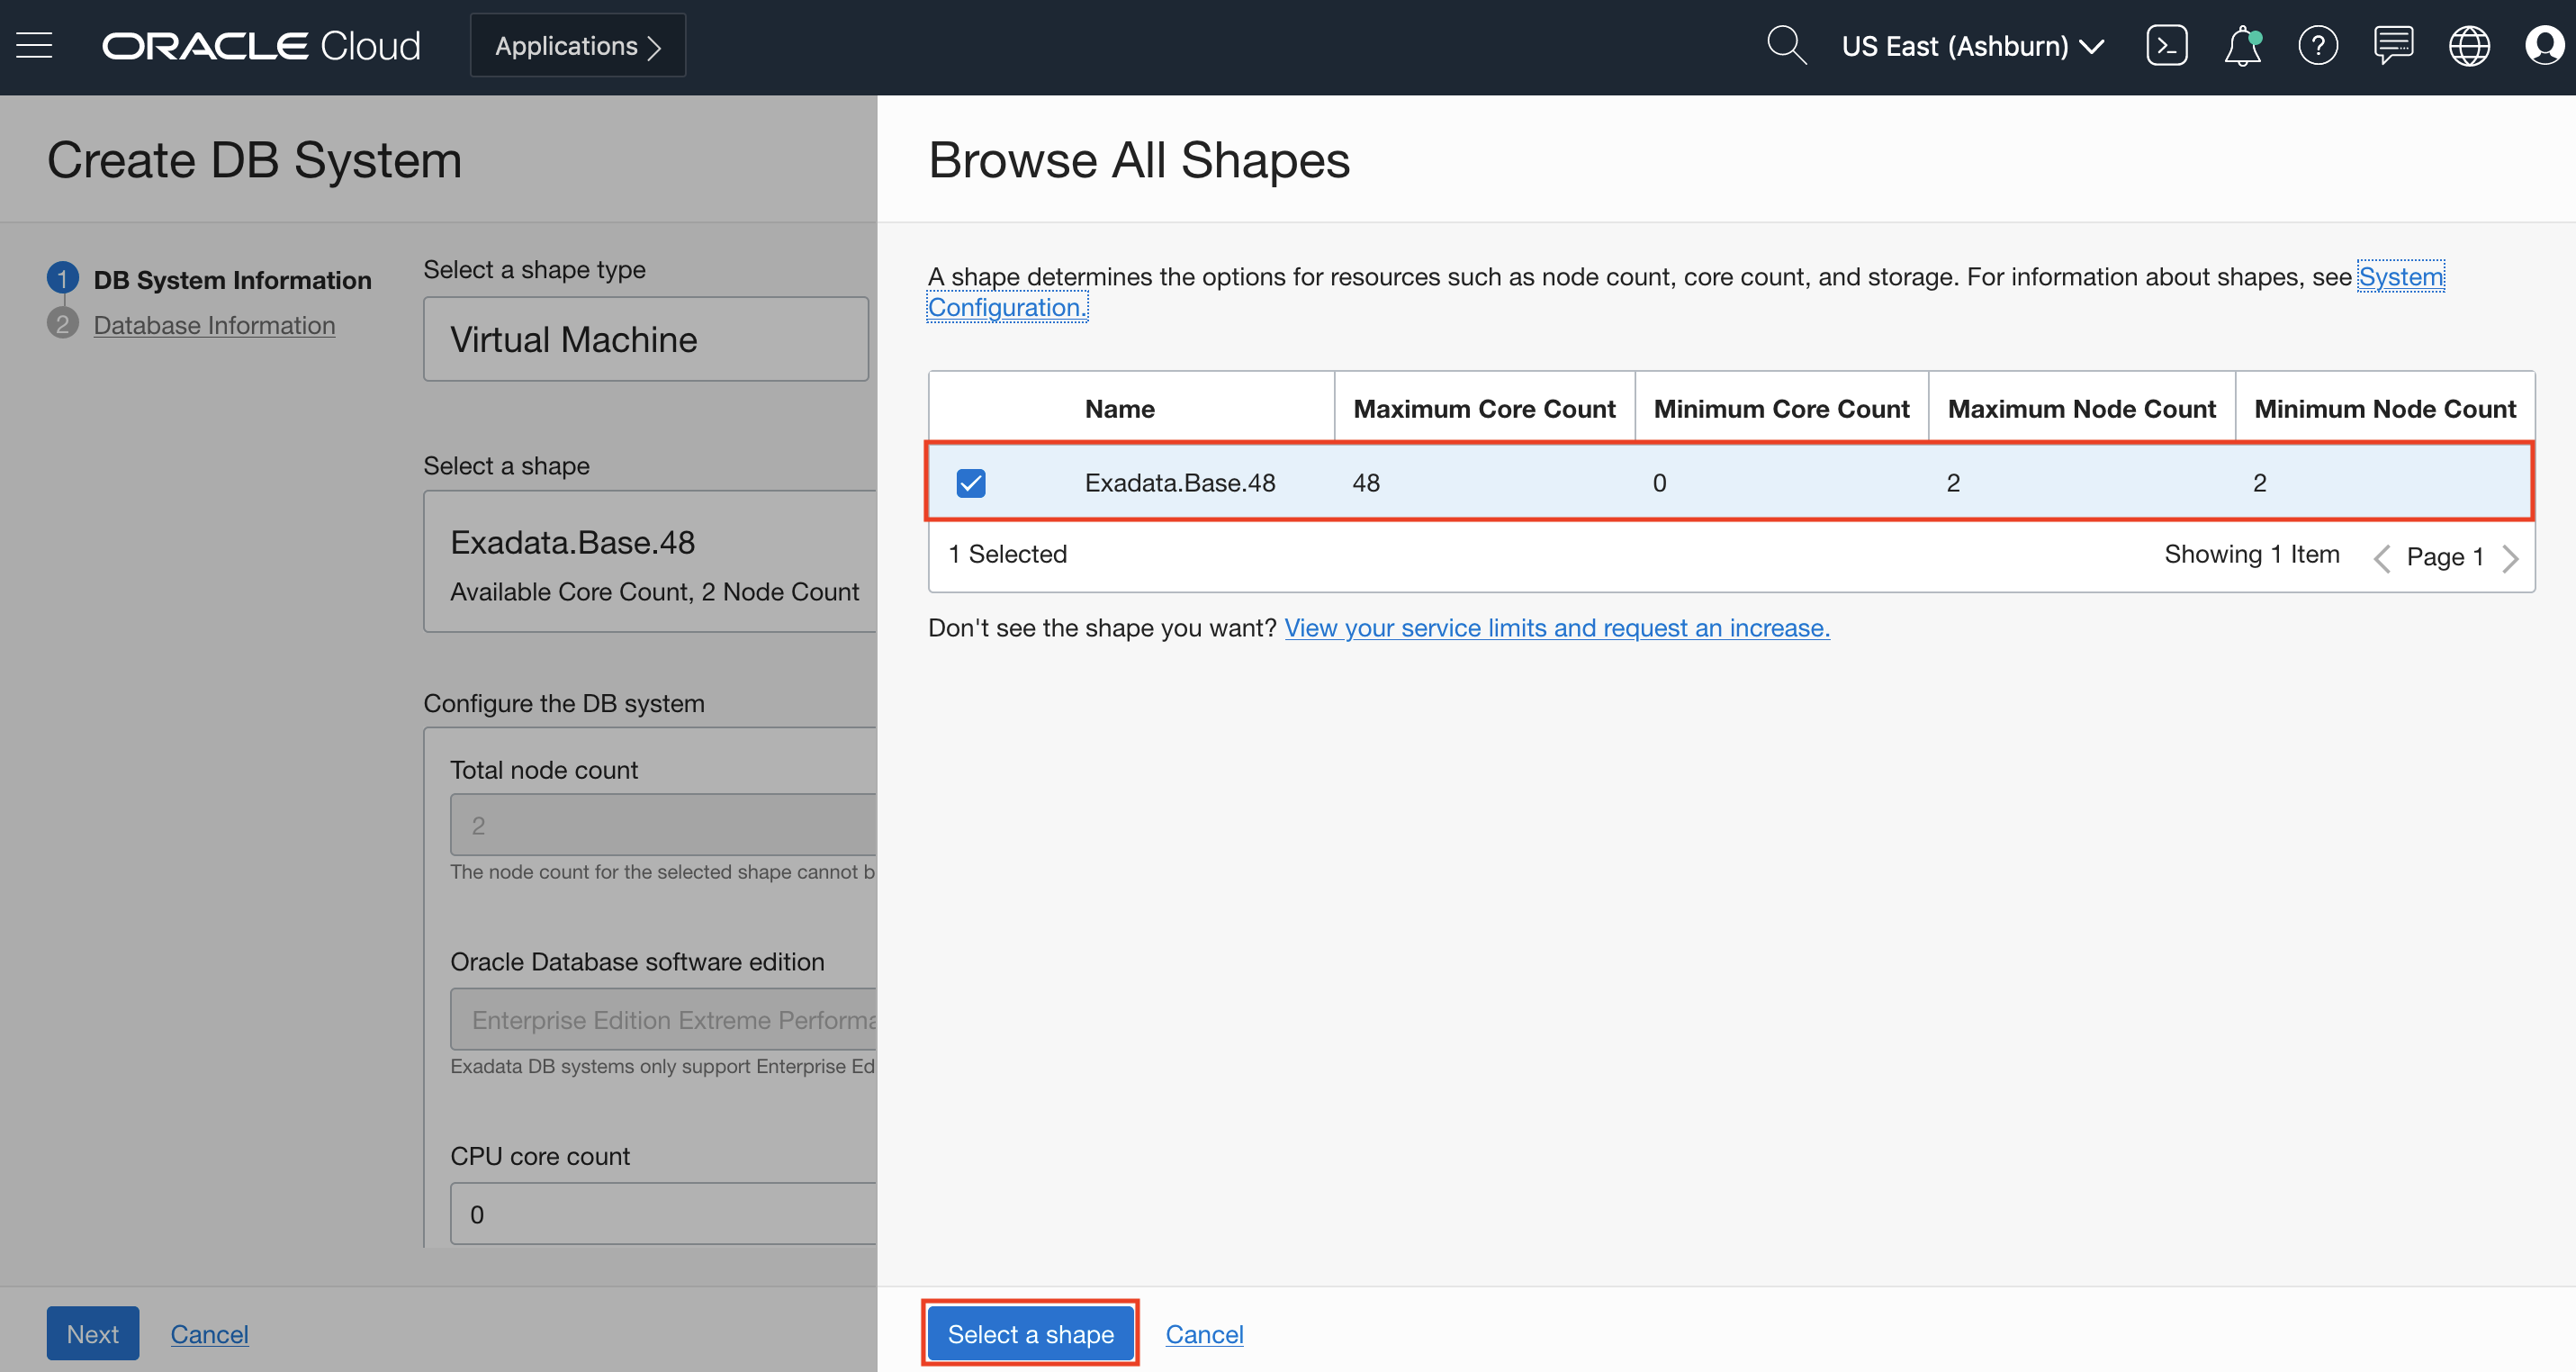 ORACLE Cloud
Applications
US East (Ashburn)
Create DB System
1 DB System Information
2 Database Information
Select a shape type
Virtual Machine
Select a shape
Exadata.Base.48
Available Core Count, 2 Node Count
Configure the DB system
Total node count
2
The node count for the selected shape cannot b
Oracle Database software edition
Enterprise Edition Extreme Performa
Exadata DB systems only support Enterprise Ed
CPU core count
0
Next Cancel
Browse All Shapes
A shape determines the options for resources such as node count, core count, and storage. For information about shapes, see System
Configuration.
Name Maximum Core Count Minimum Core Count Maximum Node Count Minimum Node Count
Exadata.Base.48 48 0 2 2
1 Selected Showing 1 Item Page 1
Don't see the shape you want? View your service limits and request an increase.
Select a shape Cancel